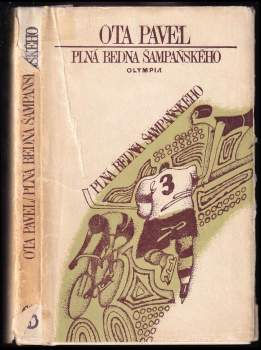 OTA PAVEL
PLNÁ BEDNA ŠAMPAŇSKÉHO
OLYMPIA
PLNÁ BEDNA ŠAMPAŇSKÉHO
3
OTA PAVEL/PLNÁ BEDNA ŠAMPAŇSKÉHO